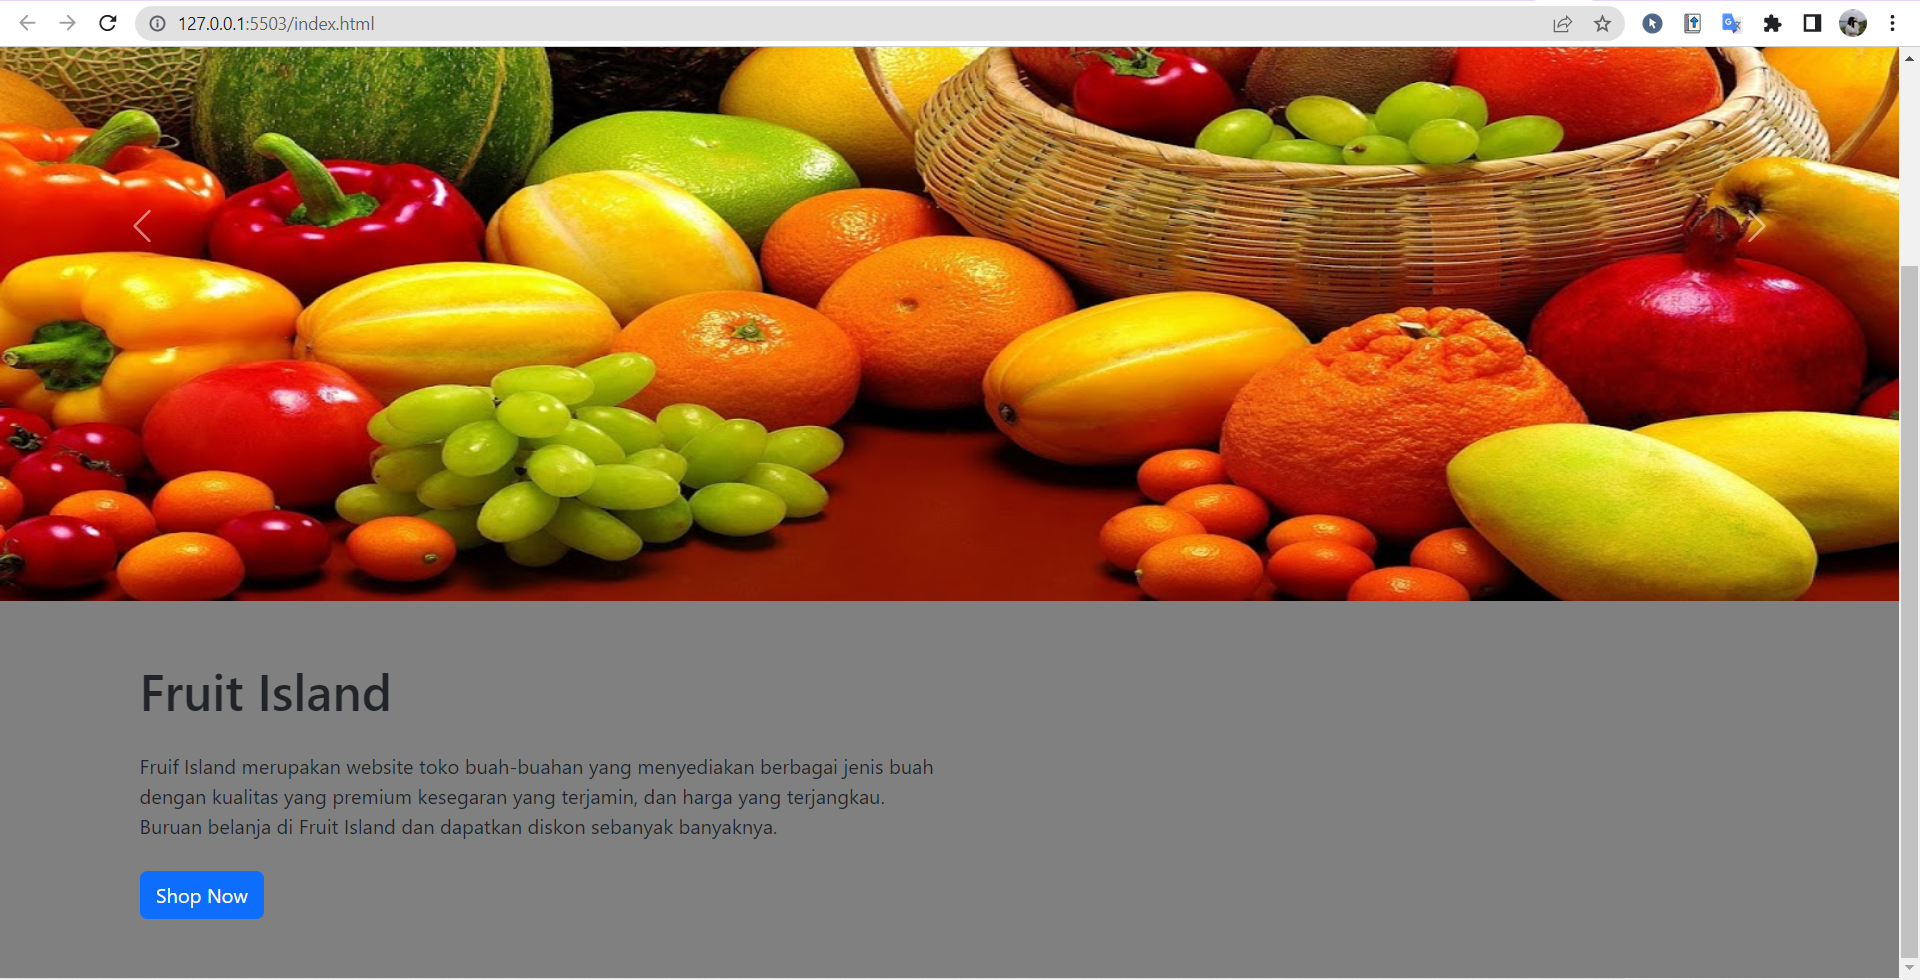 127.0.0.1:5503/index.html
Fruit Island
Fruif Island merupakan website toko buah-buahan yang menyediakan berbagai jenis buah
dengan kualitas yang premium kesegaran yang terjamin, dan harga yang terjangkau.
Buruan belanja di Fruit Island dan dapatkan diskon sebanyak banyaknya.
Shop Now